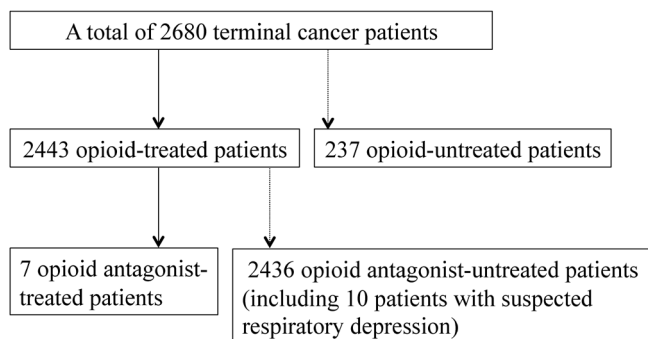 A total of 2680 terminal cancer patients
2443 opioid-treated patients
237 opioid-untreated patients
7 opioid antagonist-
treated patients
2436 opioid antagonist-untreated patients
(including 10 patients with suspected
respiratory depression)